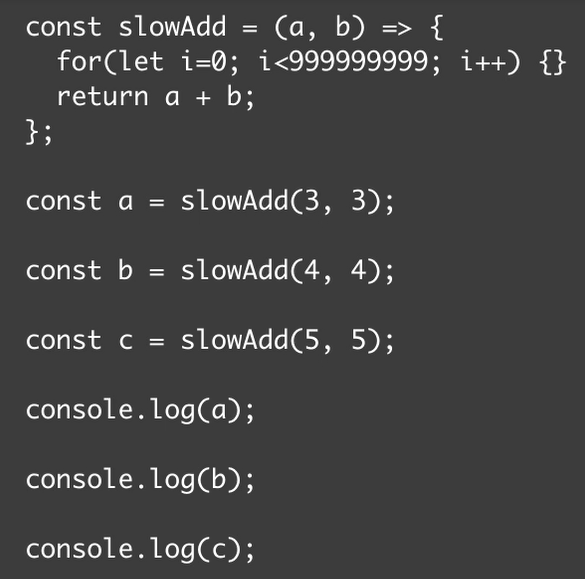 const slowAdd = (a, b) => {
  for(let i=0; i<999999999; i++) {}
  return a + b;
};

const a = slowAdd(3, 3);

const b = slowAdd(4, 4);

const c = slowAdd(5, 5);

console.log(a);

console.log(b);

console.log(c);